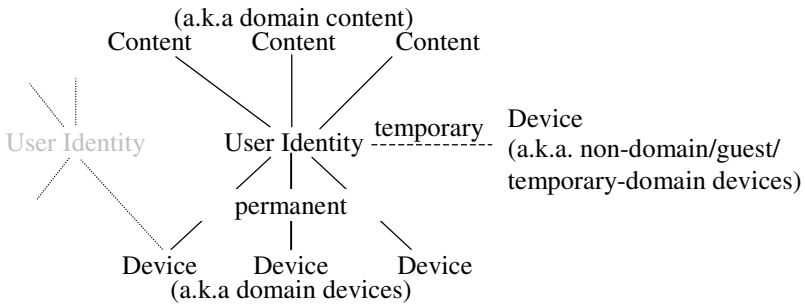 (a.k.a domain content)
Content Content Content
User Identity User Identity temporary Device
(a.k.a. non-domain/guest/
temporary-domain devices)
permanent
Device Device Device
(a.k.a domain devices)